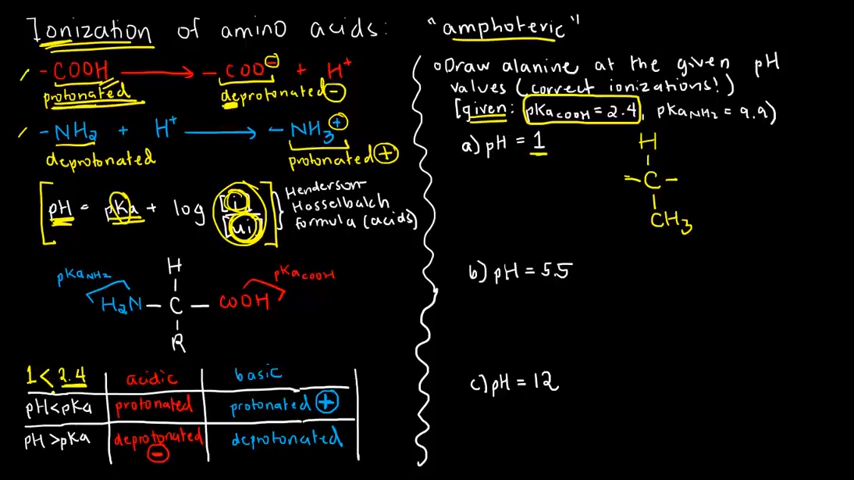 Ionization of amino acids:
-COOH → -COO⊖ + H+
protonated deprotonated ⊖
-NH2 + H+ → -NH3⊕
deprotonated protonated ⊕
pH = pKa + log [i]/[ui]
Henderson
Hasselbalch
formula (acids)
pKaNH2 pKaCOOH
H
H2N — C — COOH
R
1 < 2.4 acidic basic
pH<pKa protonated protonated ⊕
pH >pKa deprotonated ⊖ deprotonated
"amphoteric"
Draw alanine at the given pH
values (correct ionizations!)
[given: pKaCOOH = 2.4, pKaNH2 = 9.9)
a) pH = 1
H
C
CH3
b) pH = 5.5
c) pH = 12